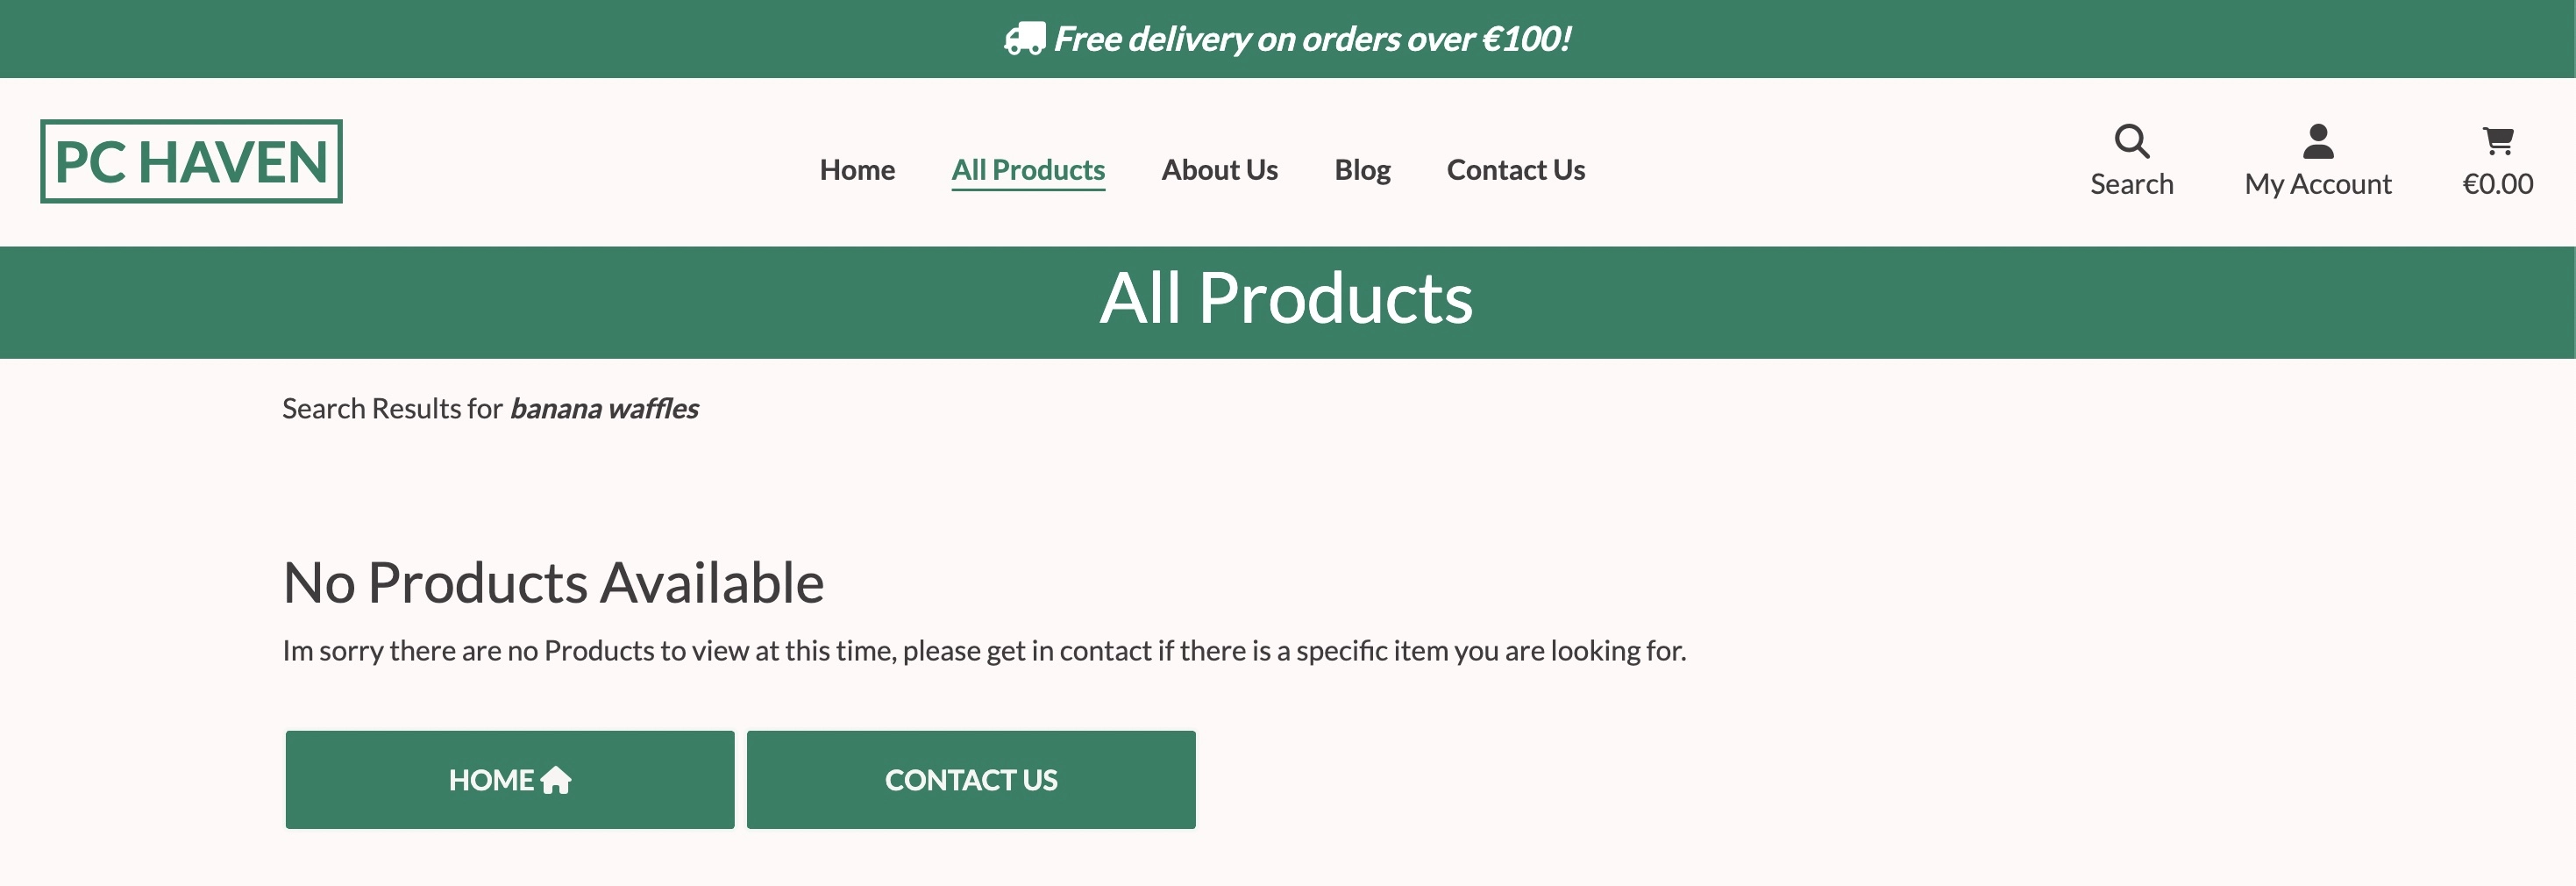 Free delivery on orders over €100!
PC HAVEN
Home All Products About Us Blog Contact Us
Search My Account €0.00
All Products
Search Results for banana waffles
No Products Available
Im sorry there are no Products to view at this time, please get in contact if there is a specific item you are looking for.
HOME CONTACT US